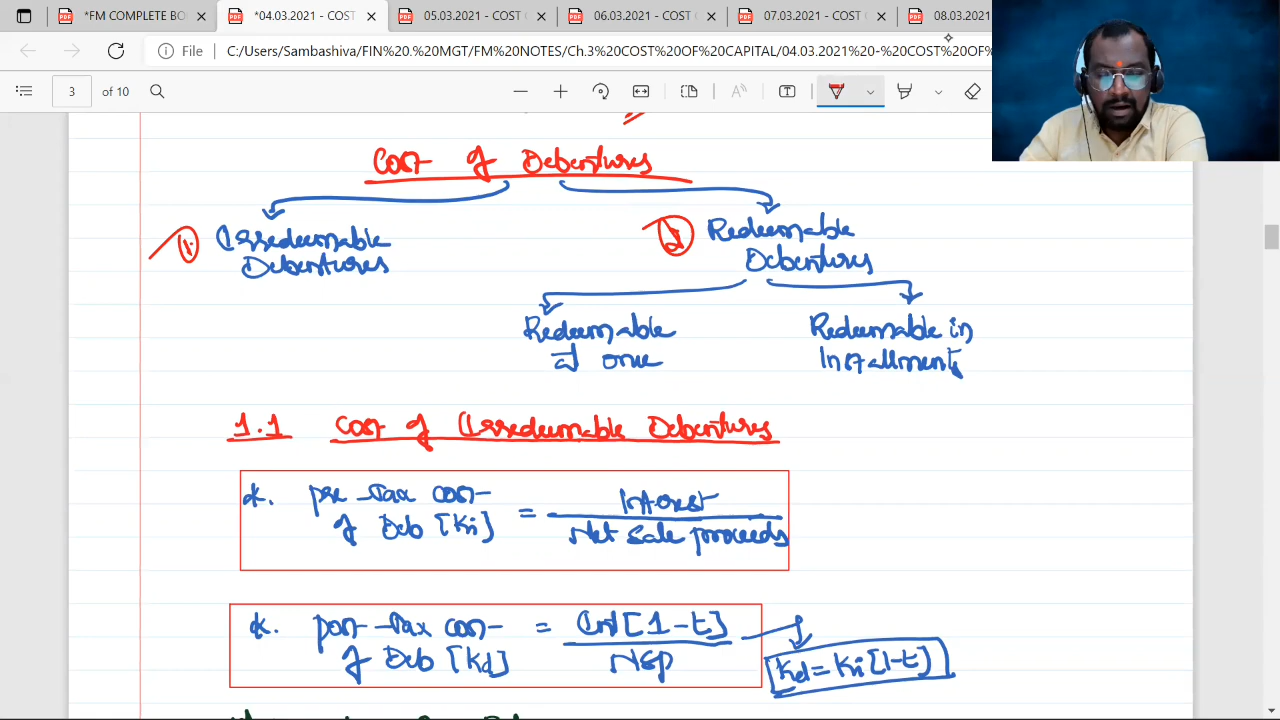 *FM COMPLETE BO
*04.03.2021 - COST C
05.03.2021 - COST C
06.03.2021 - COST C
07.03.2021 - COST C
08.03.2021
File
C:/Users/Sambashiva/FIN%20.%20MGT/FM%20NOTES/Ch.3%20COST%20OF%20CAPITAL/04.03.2021%20-%20COST%20OF%
3 of 10
Cost of Debentures
1. Irredeemable Debentures
2. Redeemable Debentures
Redeemable at once
Redeemable in Installments
1.1 Cost of Irredeemable Debentures
*. pre-Tax cost of Deb [Ki] = Interest / Net Sale proceeds
*. post-Tax cost of Deb [Kd] = Int[1-t] / NSP
Kd = Ki [1-t]